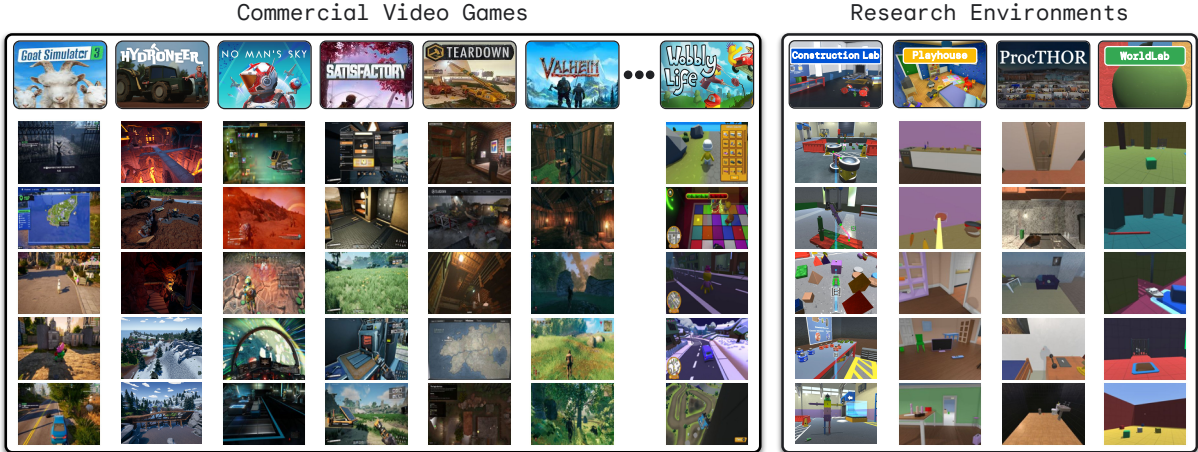 Commercial Video Games
Research Environments
Goat Simulator 3
HYDRONEER
NO MAN'S SKY
SATISFACTORY
TEARDOWN
VALHEIM
Wobbly Life
Construction Lab
Playhouse
ProcTHOR
WorldLab